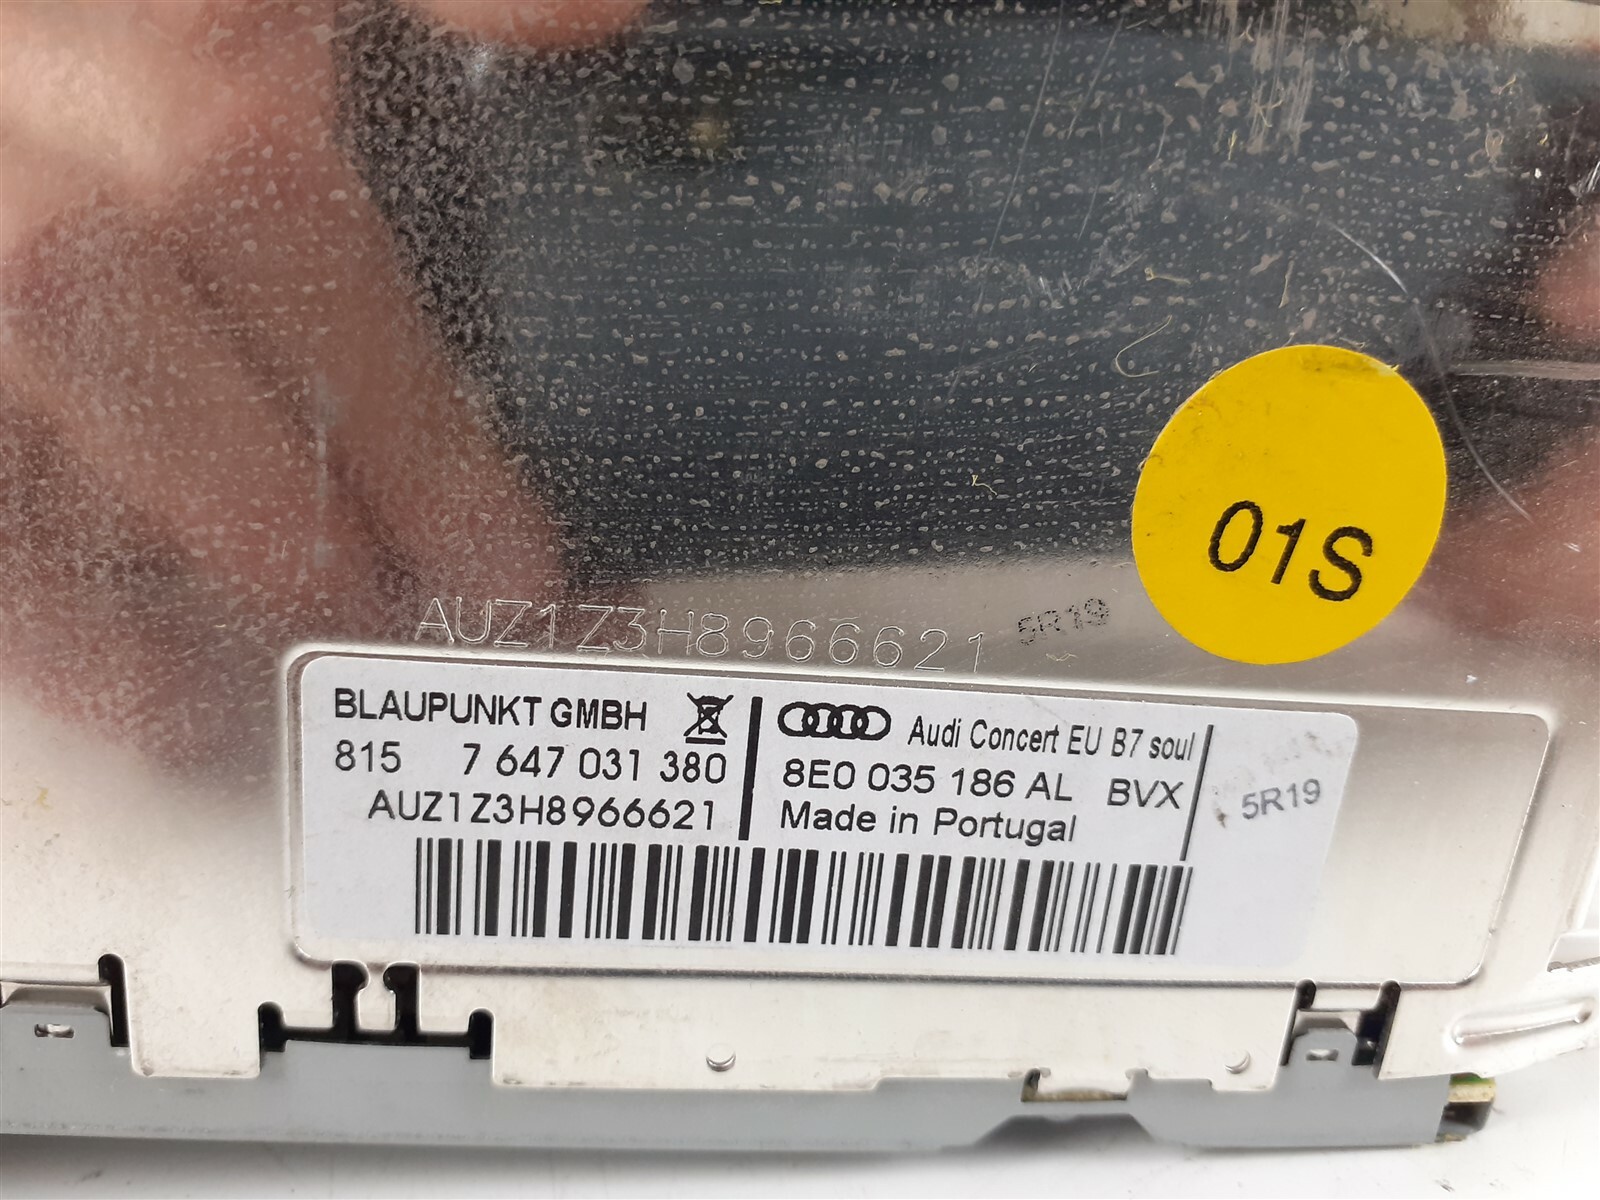 01S
AUZ1Z3H8966621 5R19
BLAUPUNKT GMBH
815 7 647 031 380
AUZ1Z3H8966621
Audi Concert EU B7 soul
8E0 035 186 AL BVX
Made in Portugal
5R19